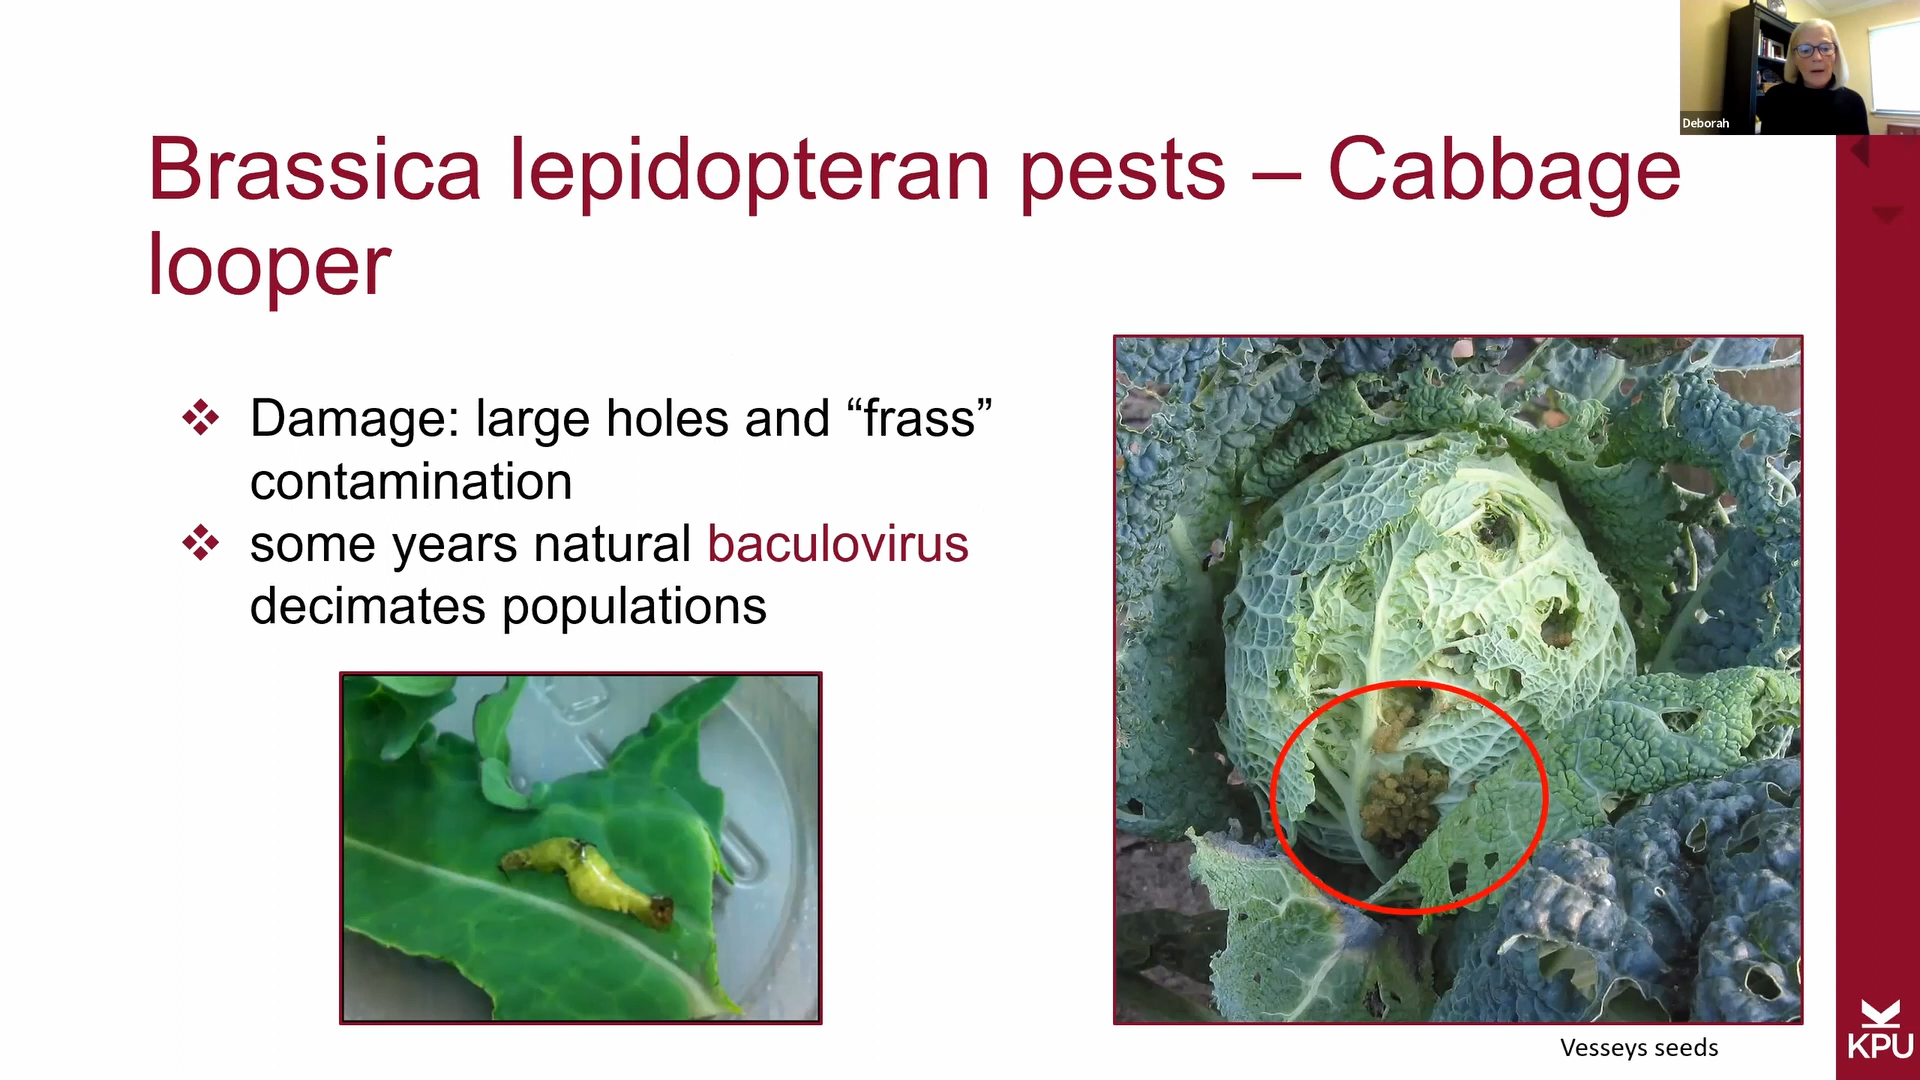 Deborah
Brassica lepidopteran pests – Cabbage
looper
❖ Damage: large holes and “frass”
contamination
❖ some years natural baculovirus
decimates populations
Vesseys seeds
KPU